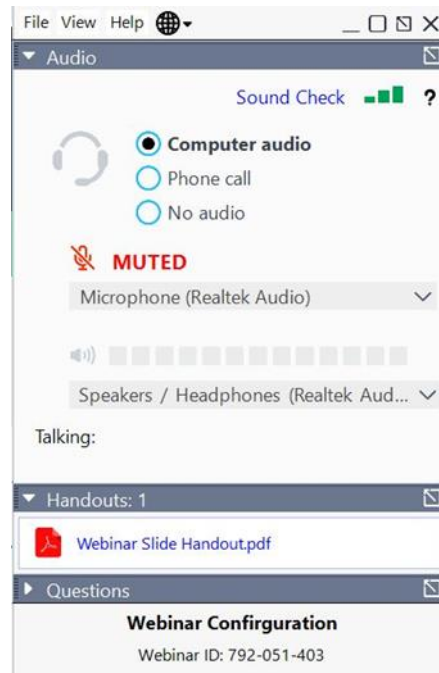 File View Help
Audio
Sound Check ?
Computer audio
Phone call
No audio
MUTED
Microphone (Realtek Audio)
Speakers / Headphones (Realtek Aud...
Talking:
Handouts: 1
Webinar Slide Handout.pdf
Questions
Webinar Confirguration
Webinar ID: 792-051-403